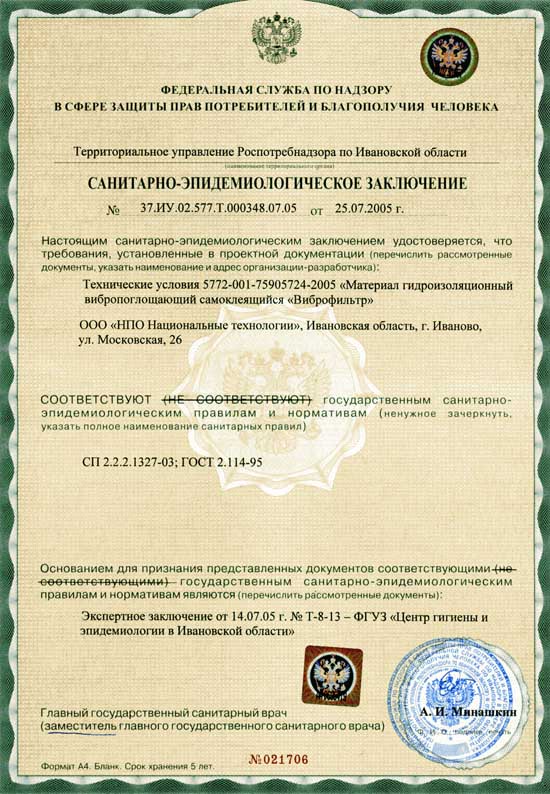 ФЕДЕРАЛЬНАЯ СЛУЖБА ПО НАДЗОРУ
В СФЕРЕ ЗАЩИТЫ ПРАВ ПОТРЕБИТЕЛЕЙ И БЛАГОПОЛУЧИЯ ЧЕЛОВЕКА
Территориальное управление Роспотребнадзора по Ивановской области
(наименование территориального органа)
САНИТАРНО-ЭПИДЕМИОЛОГИЧЕСКОЕ ЗАКЛЮЧЕНИЕ
№ 37.ИУ.02.577.Т.000348.07.05 от 25.07.2005 г.
Настоящим санитарно-эпидемиологическим заключением удостоверяется, что
требования, установленные в проектной документации (перечислить рассмотренные
документы, указать наименование и адрес организации-разработчика):
Технические условия 5772-001-75905724-2005 «Материал гидроизоляционный
вибропоглощающий самоклеящийся «Виброфильтр»
ООО «НПО Национальные технологии», Ивановская область, г. Иваново,
ул. Московская, 26
СООТВЕТСТВУЮТ (НЕ СООТВЕТСТВУЮТ) государственным санитарно-
эпидемиологическим правилам и нормативам (ненужное зачеркнуть,
указать полное наименование санитарных правил)
СП 2.2.2.1327-03; ГОСТ 2.114-95
Основанием для признания представленных документов соответствующими (не
соответствующими) государственным санитарно-эпидемиологическим
правилам и нормативам являются (перечислить рассмотренные документы):
Экспертное заключение от 14.07.05 г. № Т-8-13 – ФГУЗ «Центр гигиены и
эпидемиологии в Ивановской области»
Главный государственный санитарный врач
(заместитель главного государственного санитарного врача)
А. И. Минашкин
№021706
Формат А4. Бланк. Срок хранения 5 лет.